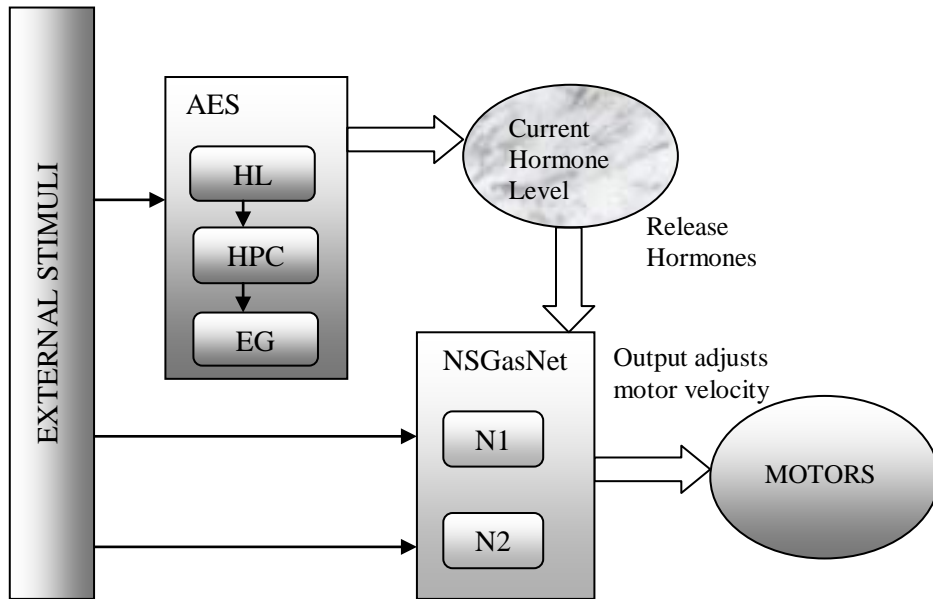 EXTERNAL STIMULI
AES
HL
HPC
EG
Current
Hormone
Level
Release
Hormones
NSGasNet
N1
N2
Output adjusts
motor velocity
MOTORS